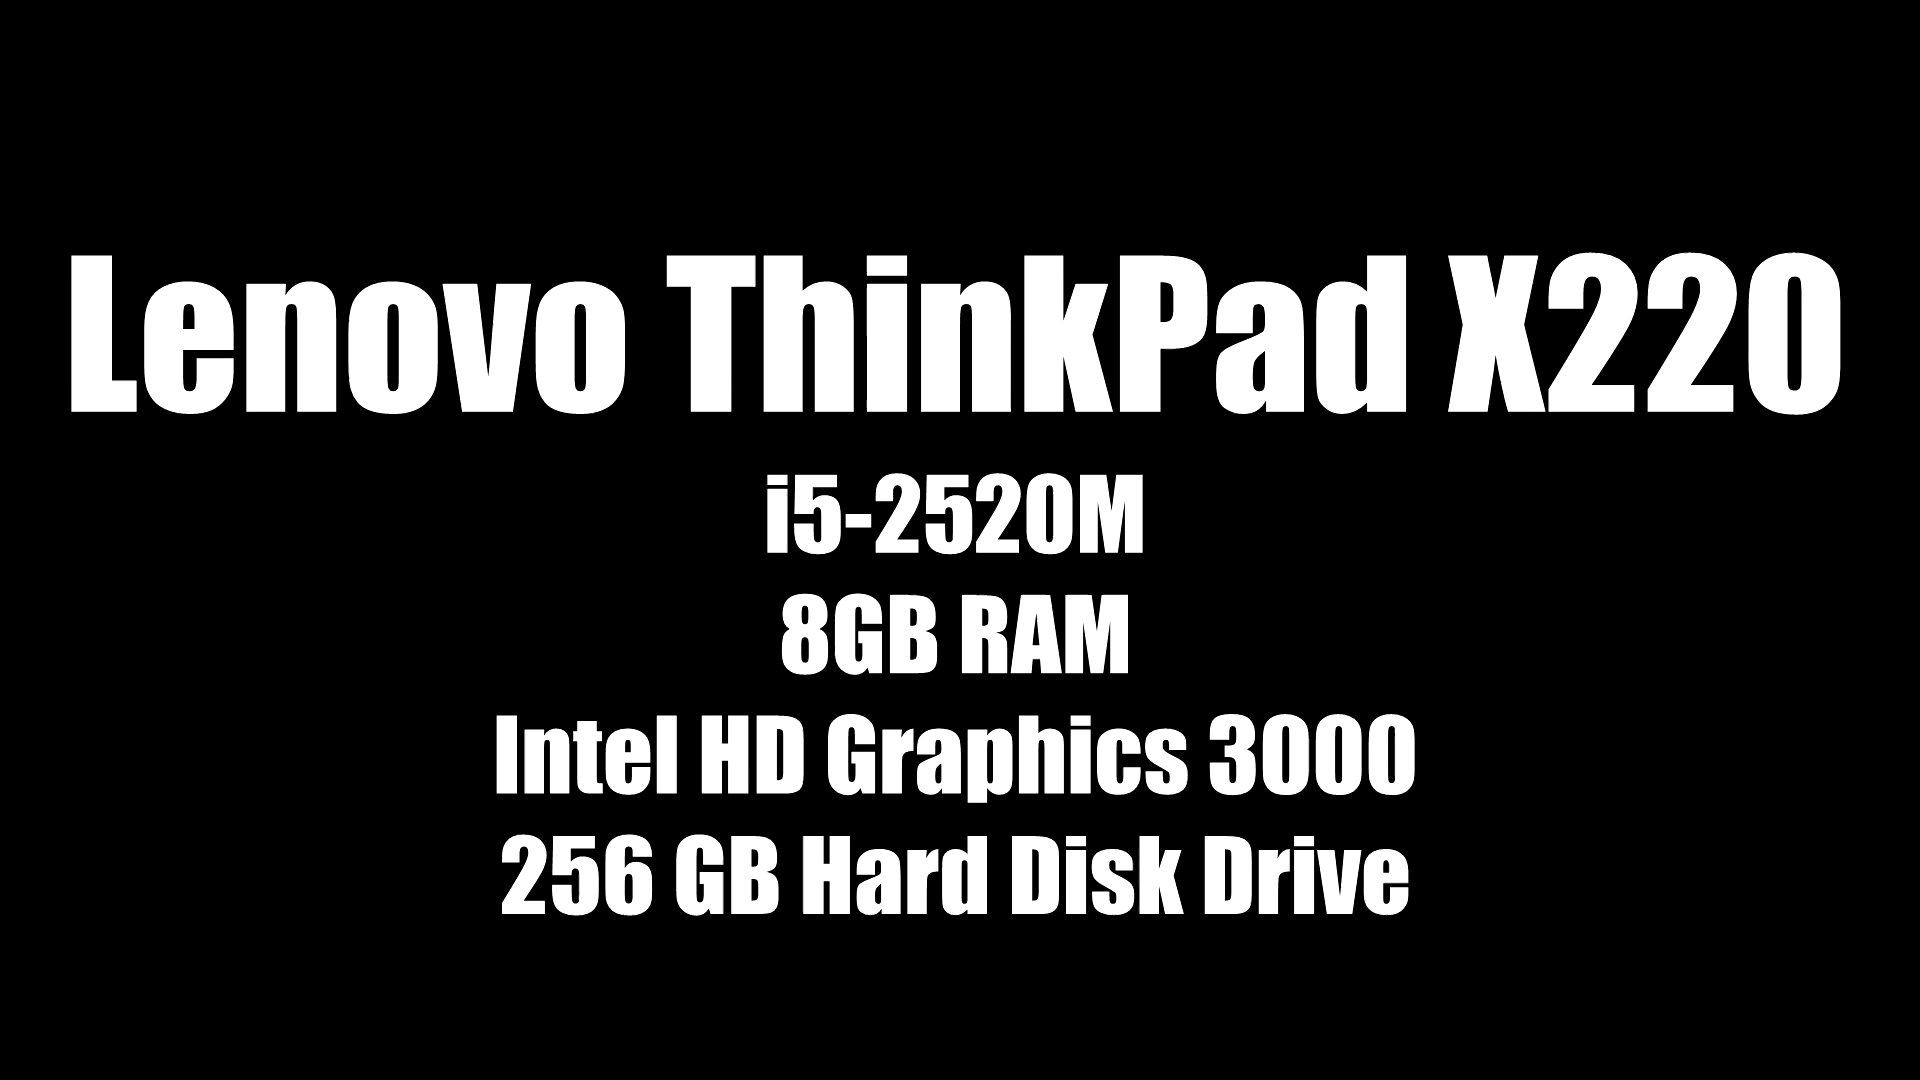 Lenovo ThinkPad X220
i5-2520M
8GB RAM
Intel HD Graphics 3000
256 GB Hard Disk Drive